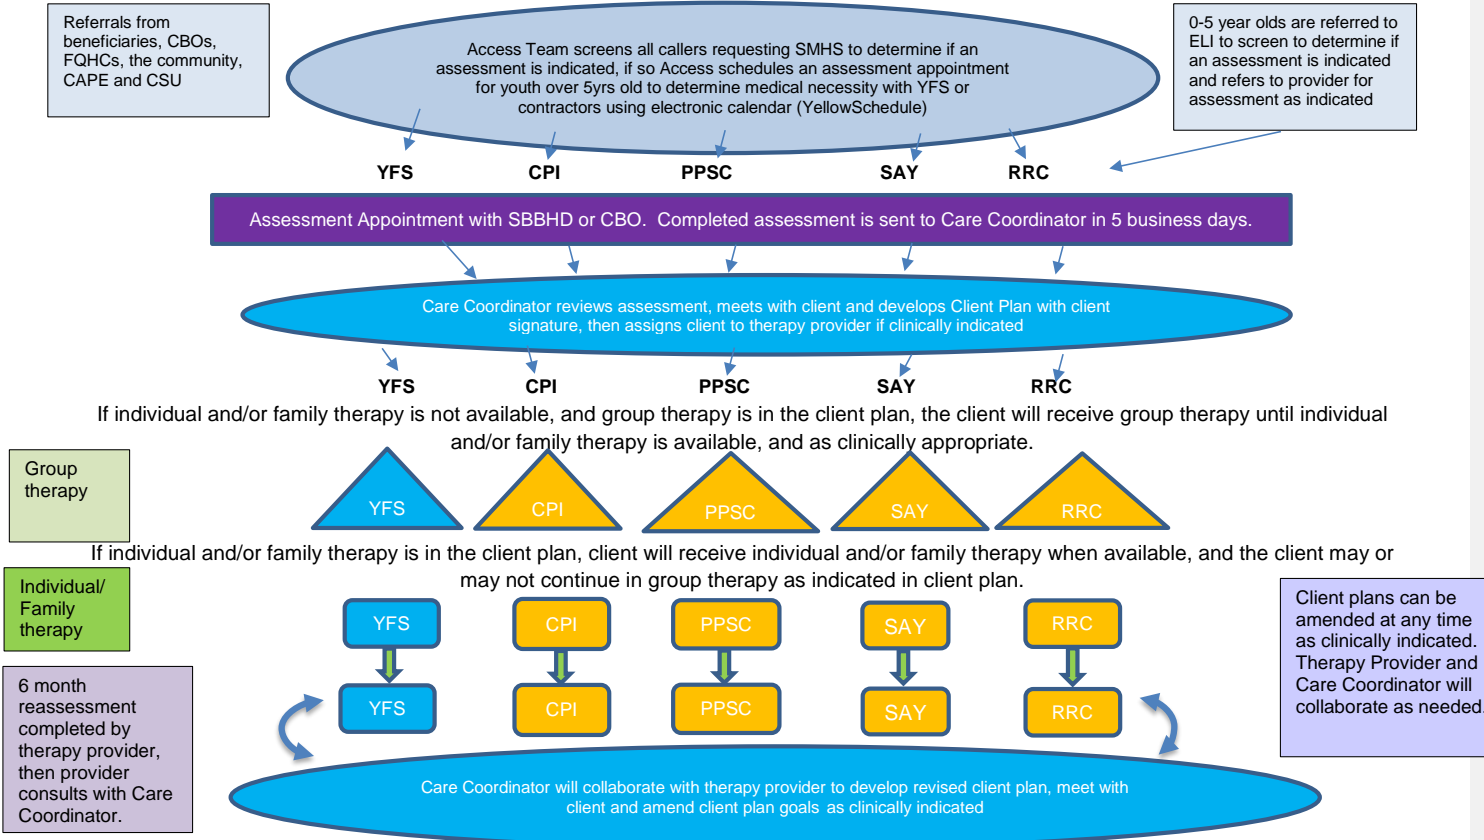 Referrals from
beneficiaries, CBOs,
FQHCs, the community,
CAPE and CSU
Access Team screens all callers requesting SMHS to determine if an
assessment is indicated, if so Access schedules an assessment appointment
for youth over 5yrs old to determine medical necessity with YFS or
contractors using electronic calendar (YellowSchedule)
0-5 year olds are referred to
ELI to screen to determine if
an assessment is indicated
and refers to provider for
assessment as indicated
YFS CPI PPSC SAY RRC
Assessment Appointment with SBBHD or CBO. Completed assessment is sent to Care Coordinator in 5 business days.
Care Coordinator reviews assessment, meets with client and develops Client Plan with client
signature, then assigns client to therapy provider if clinically indicated
YFS CPI PPSC SAY RRC
If individual and/or family therapy is not available, and group therapy is in the client plan, the client will receive group therapy until individual
and/or family therapy is available, and as clinically appropriate.
Group
therapy
YFS CPI PPSC SAY RRC
If individual and/or family therapy is in the client plan, client will receive individual and/or family therapy when available, and the client may or
may not continue in group therapy as indicated in client plan.
Individual/
Family
therapy
YFS CPI PPSC SAY RRC
Client plans can be
amended at any time
as clinically indicated.
Therapy Provider and
Care Coordinator will
collaborate as needed.
6 month
reassessment
completed by
therapy provider,
then provider
consults with Care
Coordinator.
YFS CPI PPSC SAY RRC
Care Coordinator will collaborate with therapy provider to develop revised client plan, meet with
client and amend client plan goals as clinically indicated